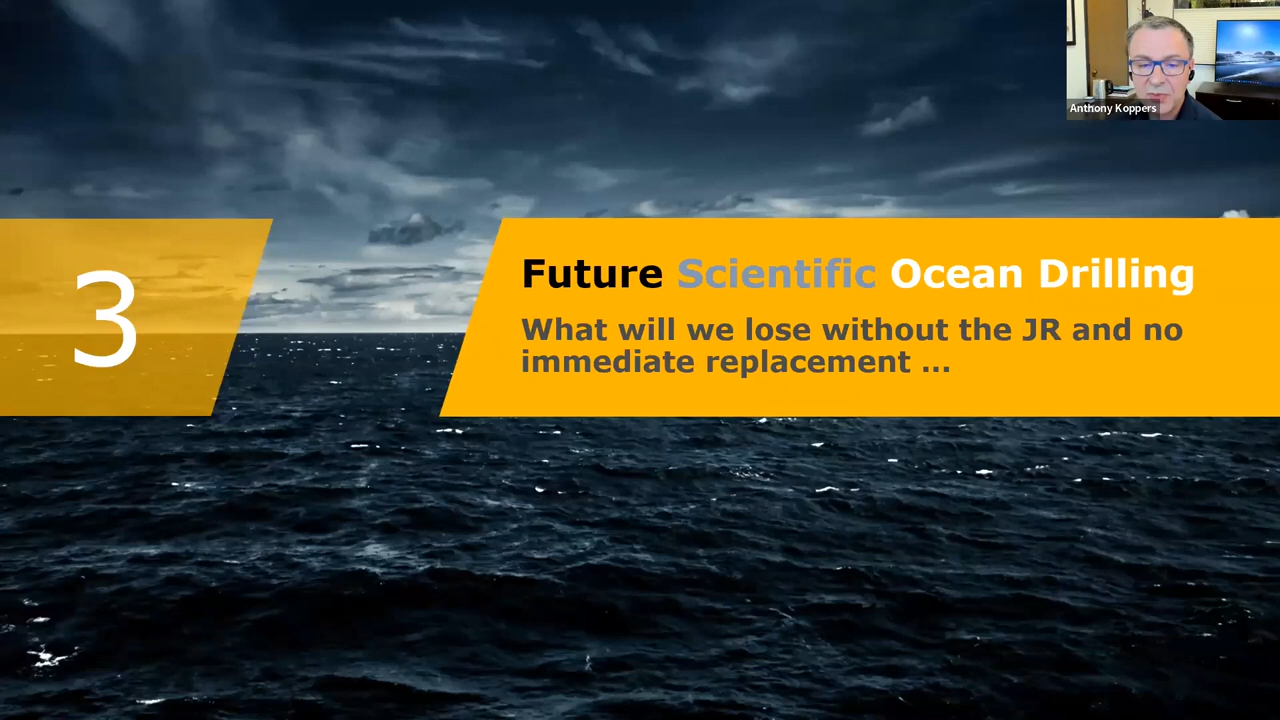 Anthony Koppers
3
Future Scientific Ocean Drilling
What will we lose without the JR and no
immediate replacement ...